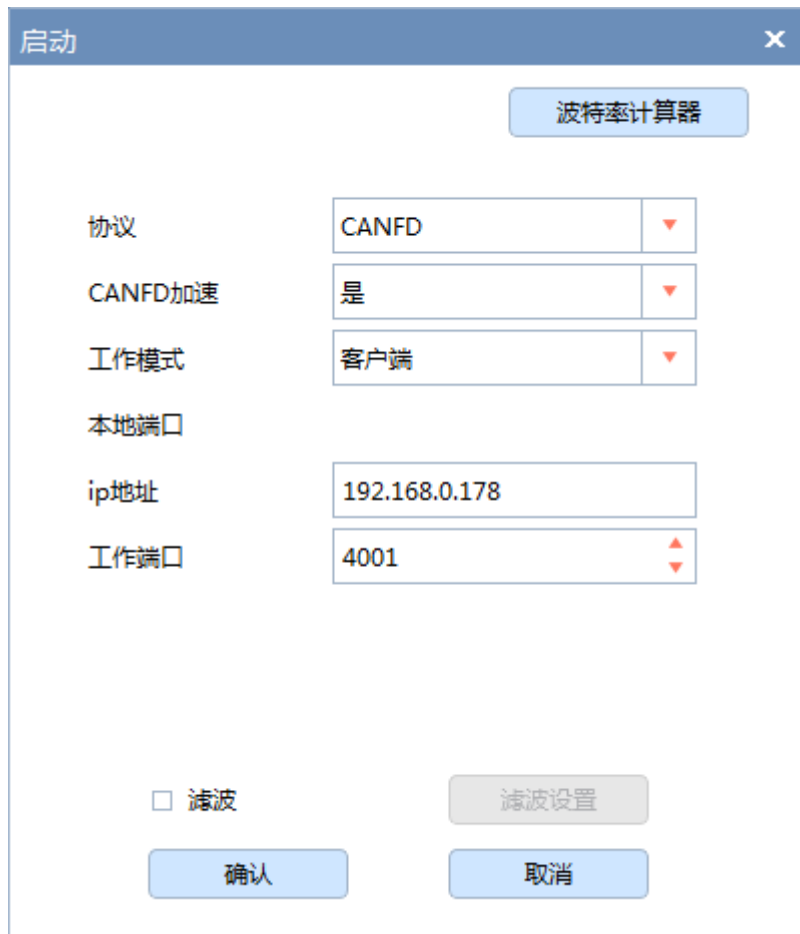 启动
波特率计算器
协议 CANFD
CANFD加速 是
工作模式 客户端
本地端口
ip地址 192.168.0.178
工作端口 4001
滤波 滤波设置
确认 取消